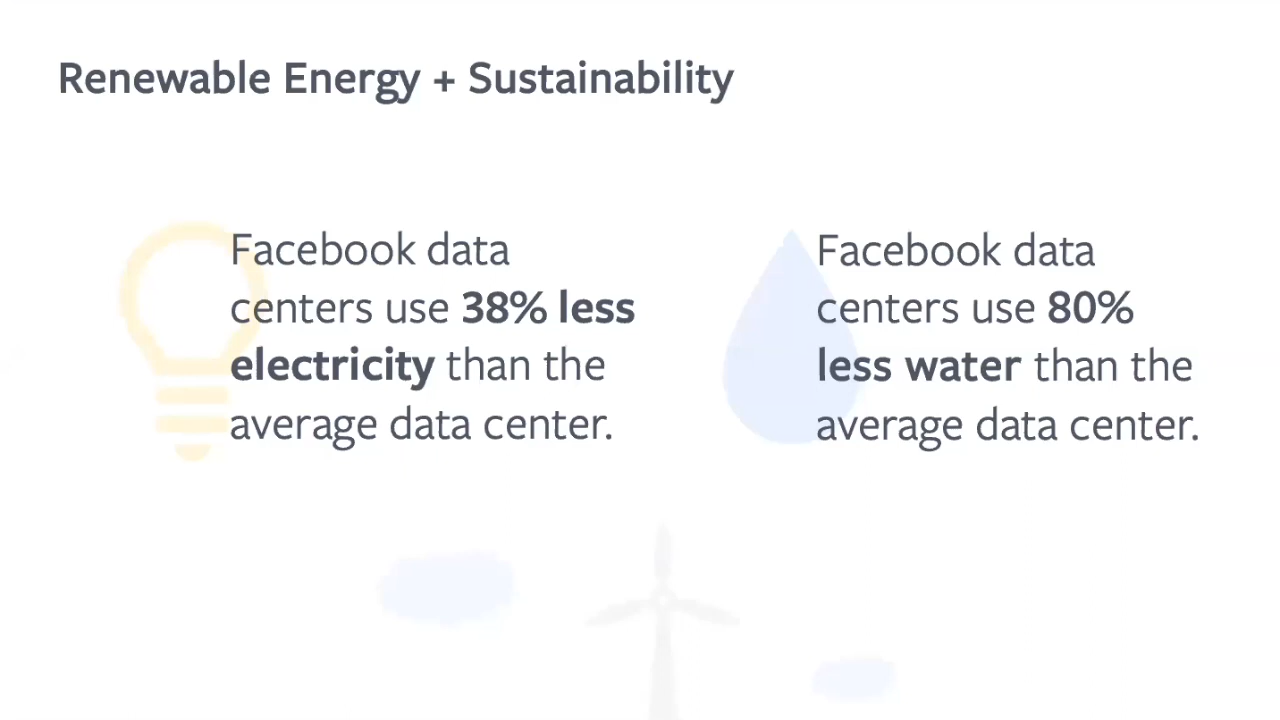 Renewable Energy + Sustainability
Facebook data
centers use 38% less
electricity than the
average data center.
Facebook data
centers use 80%
less water than the
average data center.